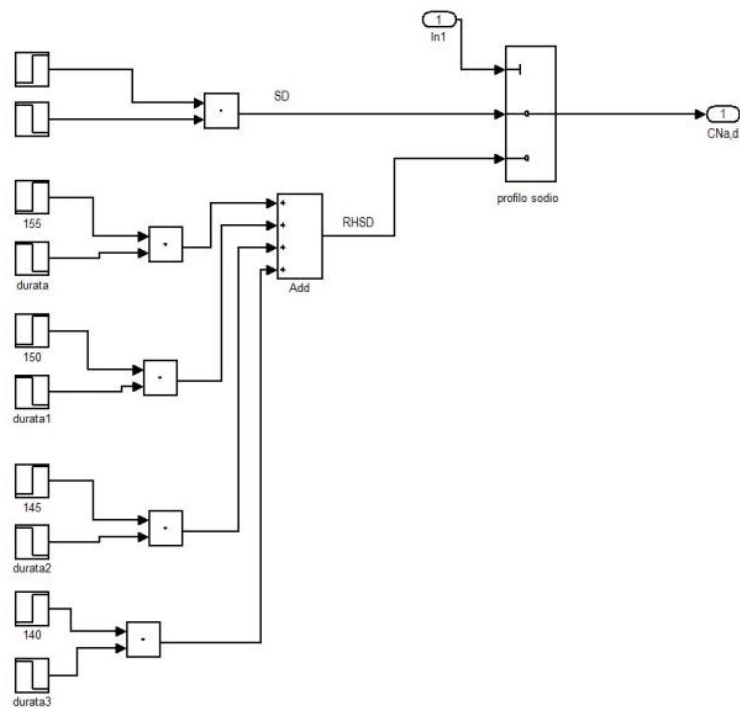 1
In1
SD
1
CNa,d
profilo sodio
155
+
+
+
+
RHSD
durata
Add
150
durata1
145
durata2
140
durata3